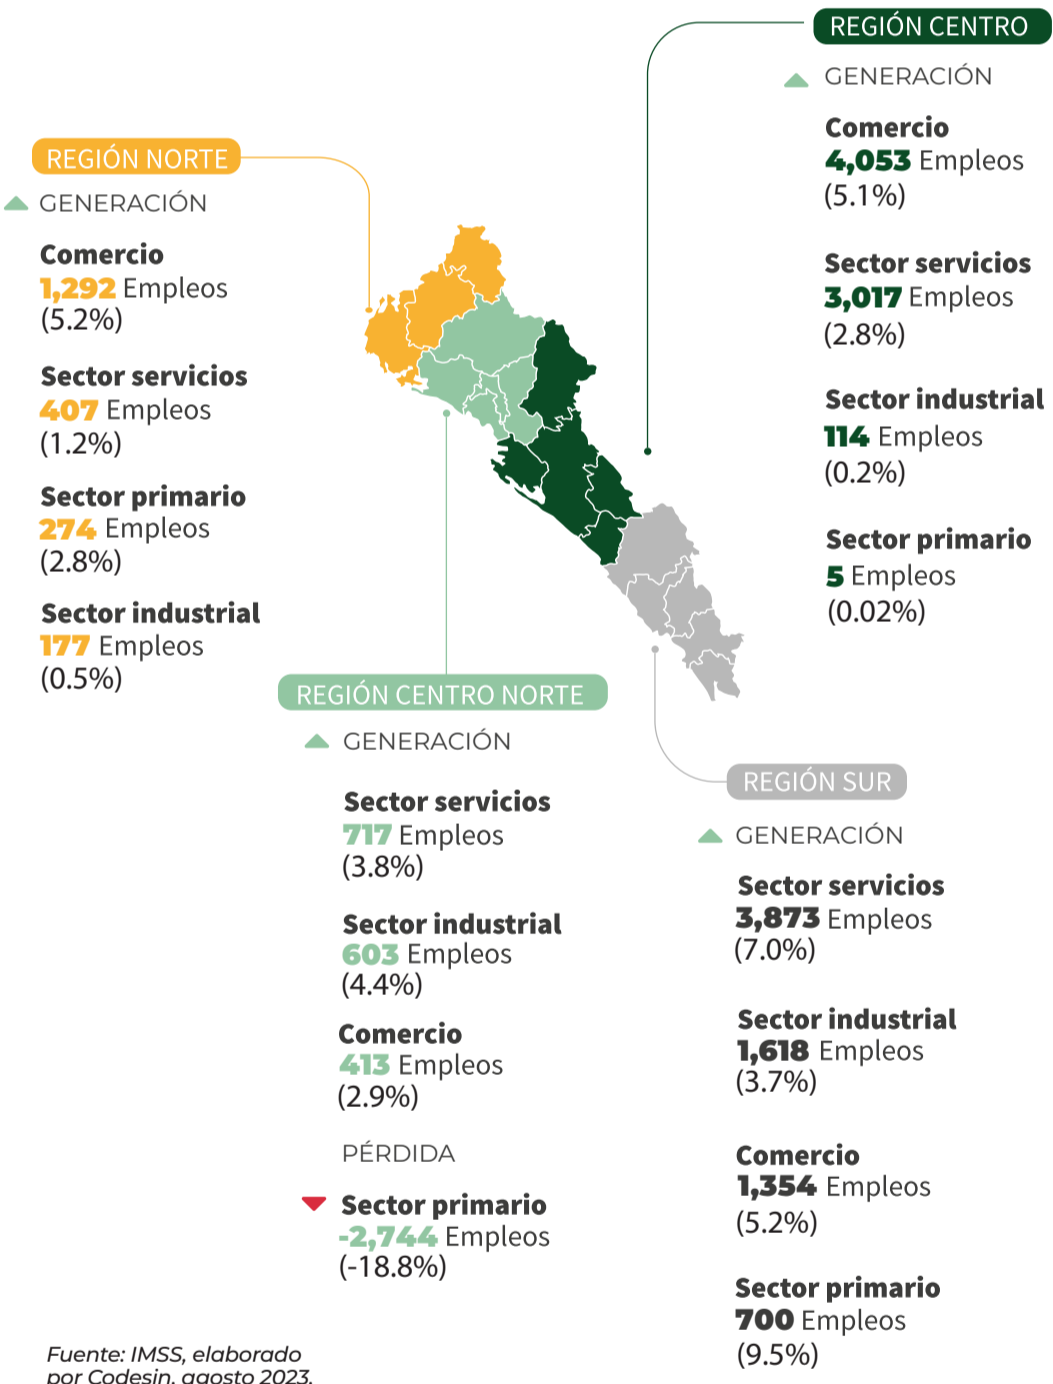 REGIÓN CENTRO
GENERACIÓN
Comercio
4,053 Empleos
(5.1%)
Sector servicios
3,017 Empleos
(2.8%)
Sector industrial
114 Empleos
(0.2%)
Sector primario
5 Empleos
(0.02%)
REGIÓN NORTE
GENERACIÓN
Comercio
1,292 Empleos
(5.2%)
Sector servicios
407 Empleos
(1.2%)
Sector primario
274 Empleos
(2.8%)
Sector industrial
177 Empleos
(0.5%)
REGIÓN CENTRO NORTE
GENERACIÓN
Sector servicios
717 Empleos
(3.8%)
Sector industrial
603 Empleos
(4.4%)
Comercio
413 Empleos
(2.9%)
PÉRDIDA
Sector primario
-2,744 Empleos
(-18.8%)
REGIÓN SUR
GENERACIÓN
Sector servicios
3,873 Empleos
(7.0%)
Sector industrial
1,618 Empleos
(3.7%)
Comercio
1,354 Empleos
(5.2%)
Sector primario
700 Empleos
(9.5%)
Fuente: IMSS, elaborado
por Codesin, agosto 2023.